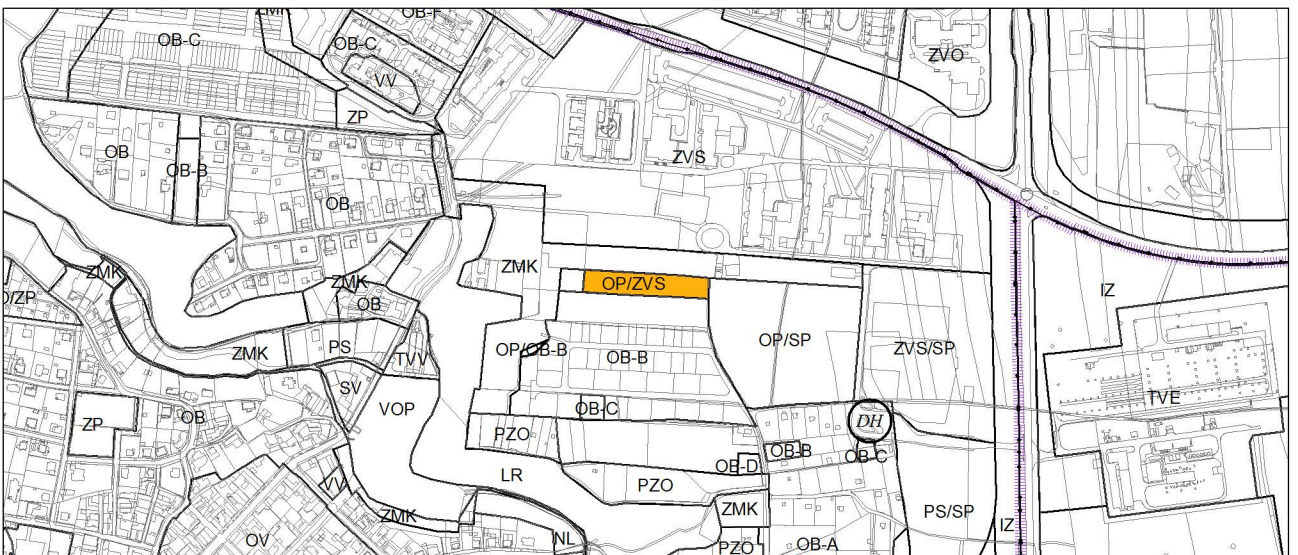 ZMK
OB-F
OB-C
OB-C
VV
ZVO
ZP
OB
OB-B
OB
ZVS
ZMK
ZMK
ZMK
OP/ZVS
IZ
OB
PS
TVV
OP/OB-B
OB-B
OP/SP
ZVS/SP
ZMK
SV
VOP
TVE
ZP
OB
OB-C
DH
PZO
OB-B
OB-C
OB-D
LR
PZO
VV
ZMK
ZMK
PS/SP
IZ
OV
NL
PZO
OB-A